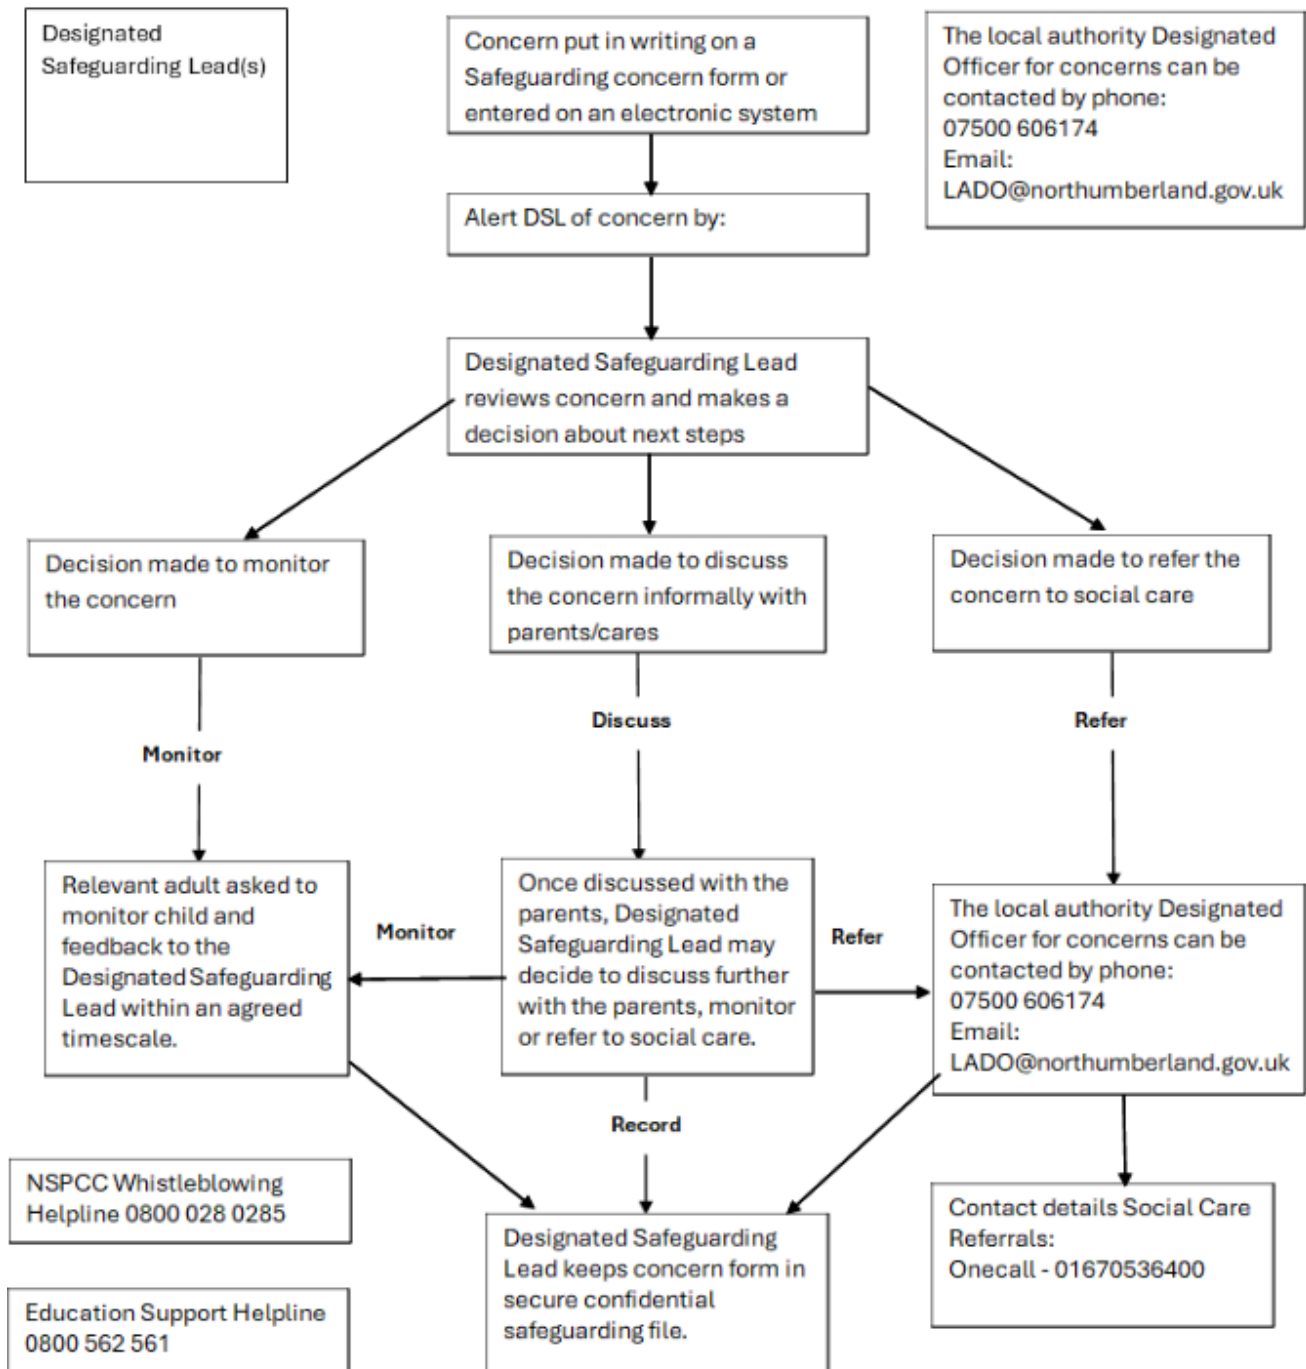 Designated
Safeguarding Lead(s)
Concern put in writing on a
Safeguarding concern form or
entered on an electronic system
The local authority Designated
Officer for concerns can be
contacted by phone:
07500 606174
Email:
LADO@northumberland.gov.uk
Alert DSL of concern by:
Designated Safeguarding Lead
reviews concern and makes a
decision about next steps
Decision made to monitor
the concern
Decision made to discuss
the concern informally with
parents/cares
Decision made to refer the
concern to social care
Monitor
Discuss
Refer
Relevant adult asked to
monitor child and
feedback to the
Designated Safeguarding
Lead within an agreed
timescale.
Monitor
Once discussed with the
parents, Designated
Safeguarding Lead may
decide to discuss further
with the parents, monitor
or refer to social care.
Refer
The local authority Designated
Officer for concerns can be
contacted by phone:
07500 606174
Email:
LADO@northumberland.gov.uk
Record
NSPCC Whistleblowing
Helpline 0800 028 0285
Designated Safeguarding
Lead keeps concern form in
secure confidential
safeguarding file.
Contact details Social Care
Referrals:
Onecall - 01670536400
Education Support Helpline
0800 562 561